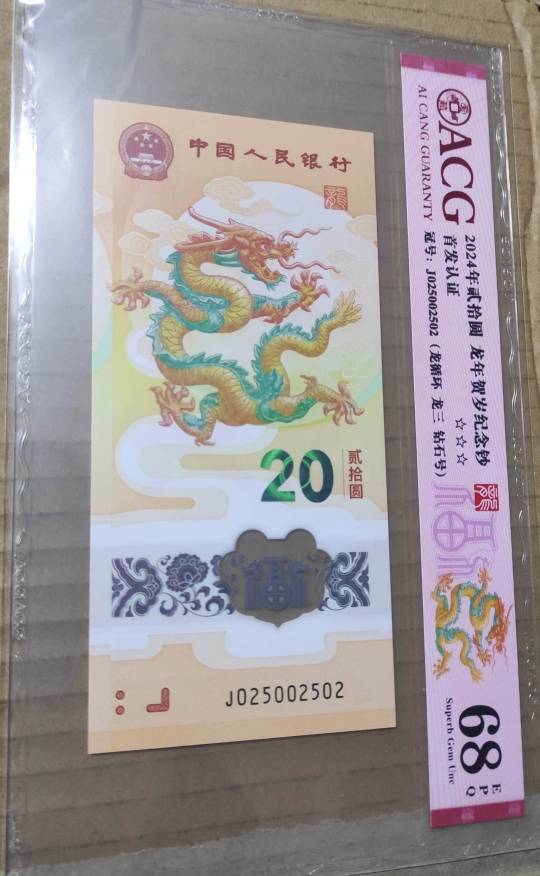 中国人民银行
20
贰拾圆
J025002502
ACG
AI CANG GUARANTY
2024年贰拾圆 龙年贺岁纪念钞
首发认证 ☆☆☆
冠号：J025002502（龙循环 龙三 钻石号）
68
EPQ
Superb Gem Unc